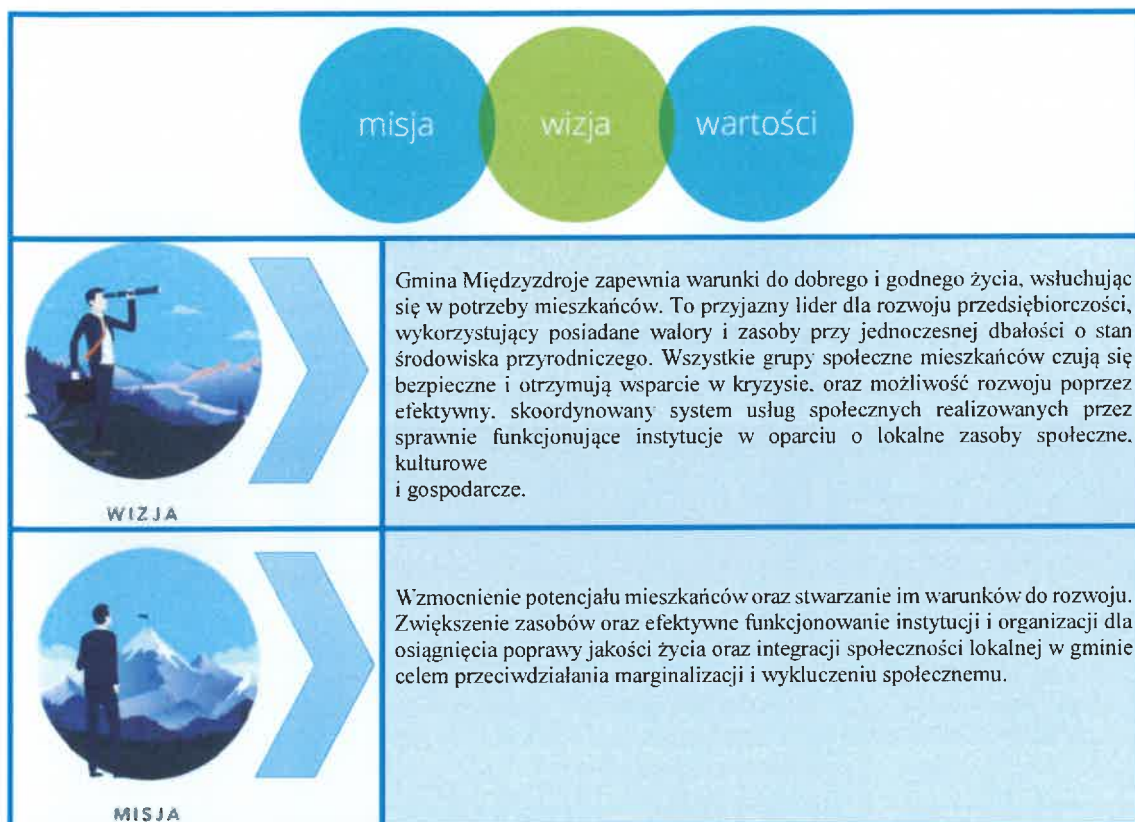 misja wizja wartości
Gmina Międzyzdroje zapewnia warunki do dobrego i godnego życia, wsłuchując
się w potrzeby mieszkańców. To przyjazny lider dla rozwoju przedsiębiorczości,
wykorzystujący posiadane walory i zasoby przy jednoczesnej dbałości o stan
środowiska przyrodniczego. Wszystkie grupy społeczne mieszkańców czują się
bezpieczne i otrzymują wsparcie w kryzysie. oraz możliwość rozwoju poprzez
efektywny. skoordynowany system usług społecznych realizowanych przez
sprawnie funkcjonujące instytucje w oparciu o lokalne zasoby społeczne.
kulturowe
i gospodarcze.
WIZJA
Wzmocnienie potencjału mieszkańców oraz stwarzanie im warunków do rozwoju.
Zwiększenie zasobów oraz efektywne funkcjonowanie instytucji i organizacji dla
osiągnięcia poprawy jakości życia oraz integracji społeczności lokalnej w gminie
celem przeciwdziałania marginalizacji i wykluczeniu społecznemu.
MISJA